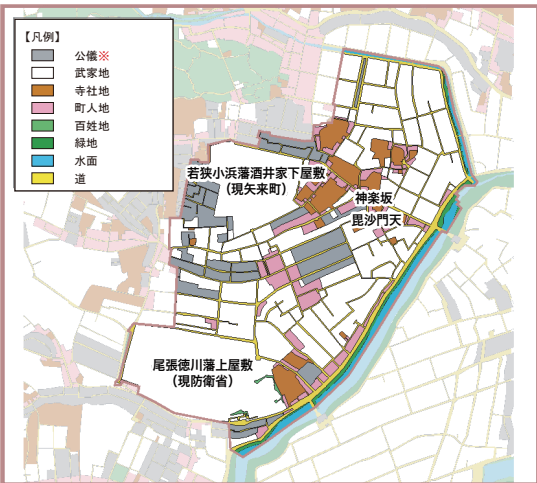 【凡例】
公儀※
武家地
寺社地
町人地
百姓地
緑地
水面
道
若狭小浜藩酒井家下屋敷
（現矢来町）
神楽坂
毘沙門天
尾張徳川藩上屋敷
（現防衛省）